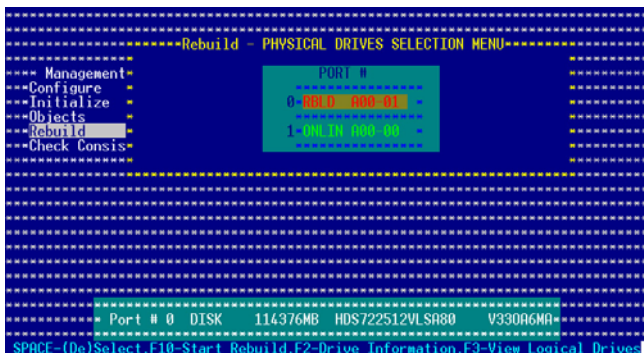 Rebuild - PHYSICAL DRIVES SELECTION MENU
Management
PORT #
Configure
Initialize
0 RBLD A00-01
Objects
Rebuild
1 ONLIN A00-00
Check Consis
Port # 0 DISK 114376MB HDS722512VLSA80 V33OA6MA
SPACE-(De)Select,F10-Start Rebuild,F2-Drive Information,F3-View Logical Drives